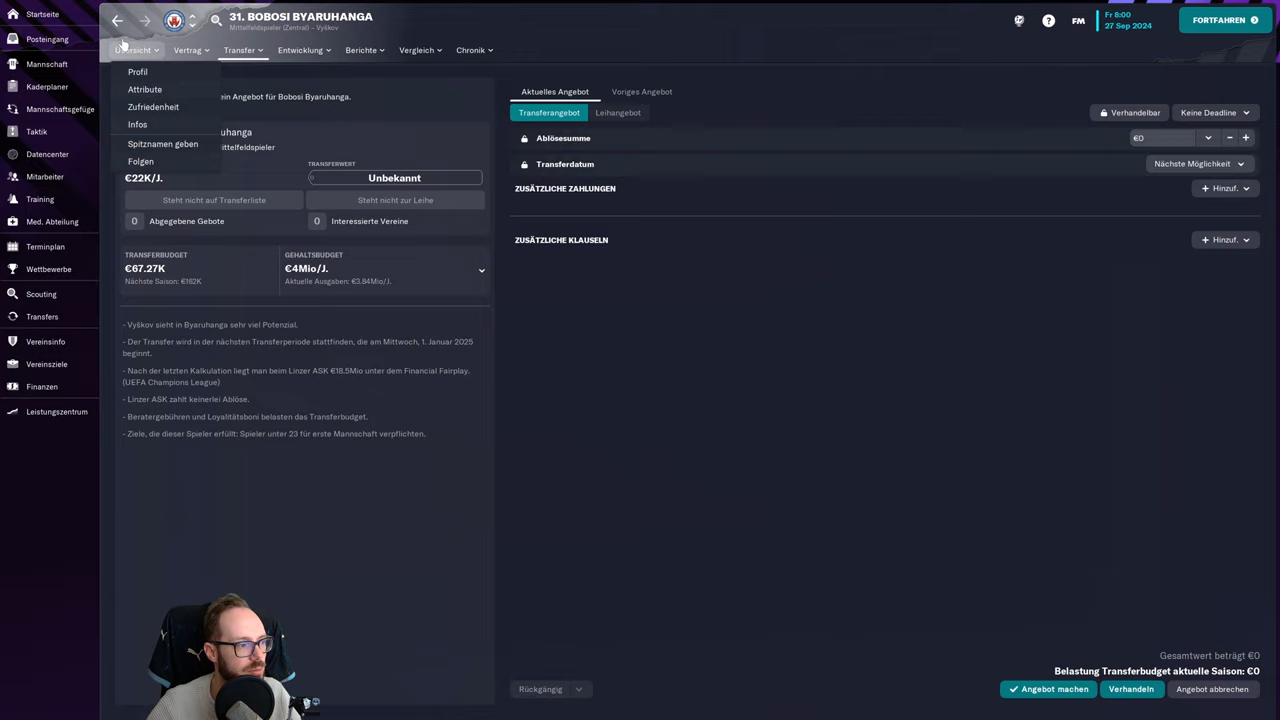 Startseite
Posteingang
Mannschaft
Kaderplaner
Mannschaftsgefüge
Taktik
Datencenter
Mitarbeiter
Training
Med. Abteilung
Terminplan
Wettbewerbe
Scouting
Transfers
Vereinsinfo
Vereinsziele
Finanzen
Leistungszentrum
31. BOBOSI BYARUHANGA
Mittelfeldspieler (Zentral) - Vyškov
FM
Fr 8:00
27 Sep 2024
FORTFAHREN
Übersicht
Vertrag
Transfer
Entwicklung
Berichte
Vergleich
Chronik
Profil
Attribute
Zufriedenheit
Infos
Spitznamen geben
Folgen
ein Angebot für Bobosi Byaruhanga.
uhanga
ittelfeldspieler
TRANSFERWERT
€22K/J.
Unbekannt
Steht nicht auf Transferliste
Steht nicht zur Leihe
0 Abgegebene Gebote
0 Interessierte Vereine
TRANSFERBUDGET
€67.27K
Nächste Saison: €162K
GEHALTSBUDGET
€4Mio/J.
Aktuelle Ausgaben: €3.84Mio/J.
- Vyškov sieht in Byaruhanga sehr viel Potenzial.
- Der Transfer wird in der nächsten Transferperiode stattfinden, die am Mittwoch, 1. Januar 2025
beginnt.
- Nach der letzten Kalkulation liegt man beim Linzer ASK €18.5Mio unter dem Financial Fairplay.
(UEFA Champions League)
- Linzer ASK zahlt keinerlei Ablöse.
- Beratergebühren und Loyalitätsboni belasten das Transferbudget.
- Ziele, die dieser Spieler erfüllt: Spieler unter 23 für erste Mannschaft verpflichten.
Aktuelles Angebot
Voriges Angebot
Transferangebot
Leihangebot
Verhandelbar
Keine Deadline
Ablösesumme
€0
Transferdatum
Nächste Möglichkeit
ZUSÄTZLICHE ZAHLUNGEN
+ Hinzuf.
ZUSÄTZLICHE KLAUSELN
+ Hinzuf.
Gesamtwert beträgt €0
Belastung Transferbudget aktuelle Saison: €0
Rückgängig
Angebot machen
Verhandeln
Angebot abbrechen